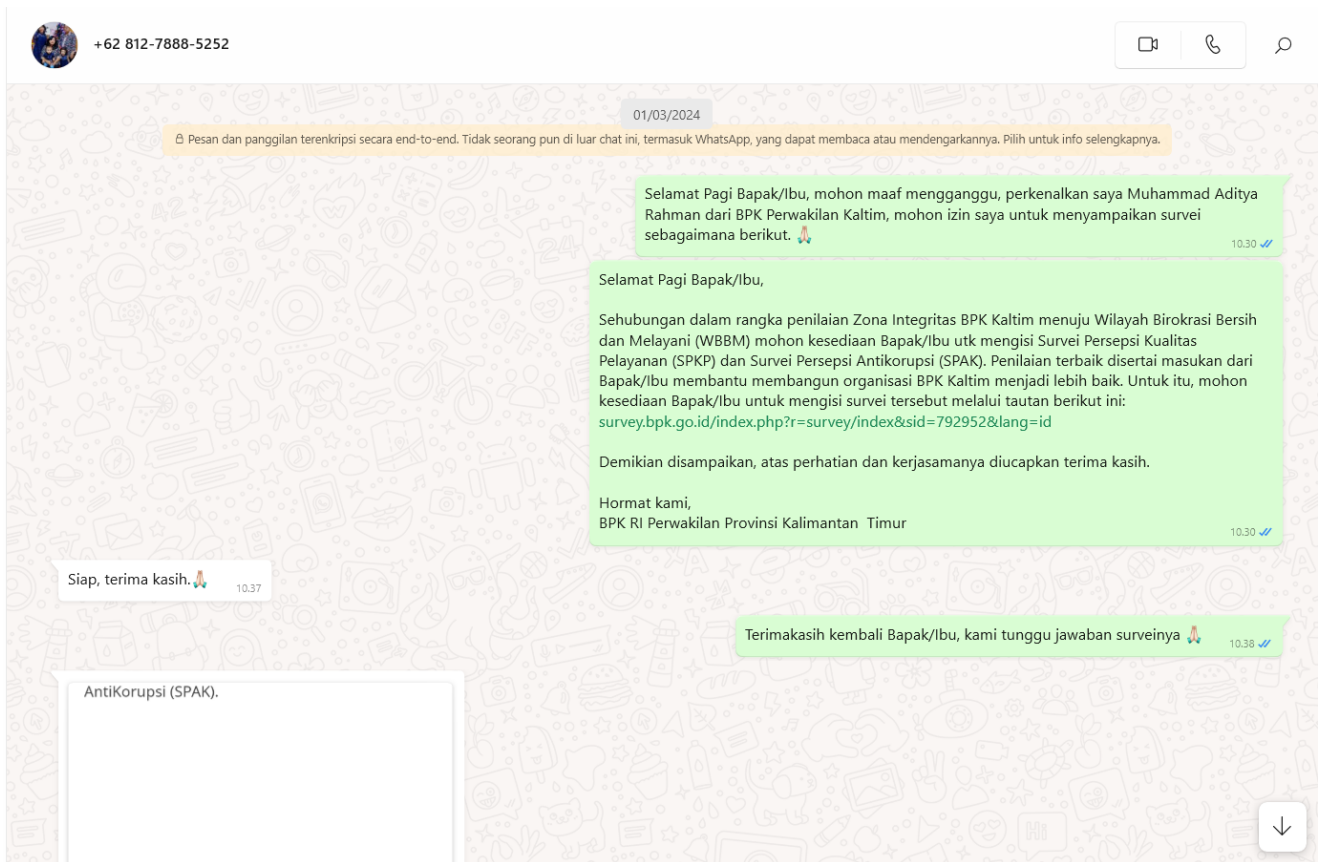 +62 812-7888-5252
01/03/2024
Pesan dan panggilan terenkripsi secara end-to-end. Tidak seorang pun di luar chat ini, termasuk WhatsApp, yang dapat membaca atau mendengarkannya. Pilih untuk info selengkapnya.
Selamat Pagi Bapak/Ibu, mohon maaf mengganggu, perkenalkan saya Muhammad Aditya
Rahman dari BPK Perwakilan Kaltim, mohon izin saya untuk menyampaikan survei
sebagaimana berikut. 🙏🏻
10.30
Selamat Pagi Bapak/Ibu,
Sehubungan dalam rangka penilaian Zona Integritas BPK Kaltim menuju Wilayah Birokrasi Bersih
dan Melayani (WBBM) mohon kesediaan Bapak/Ibu utk mengisi Survei Persepsi Kualitas
Pelayanan (SPKP) dan Survei Persepsi Antikorupsi (SPAK). Penilaian terbaik disertai masukan dari
Bapak/Ibu membantu membangun organisasi BPK Kaltim menjadi lebih baik. Untuk itu, mohon
kesediaan Bapak/Ibu untuk mengisi survei tersebut melalui tautan berikut ini:
survey.bpk.go.id/index.php?r=survey/index&sid=792952&lang=id
Demikian disampaikan, atas perhatian dan kerjasamanya diucapkan terima kasih.
Hormat kami,
BPK RI Perwakilan Provinsi Kalimantan  Timur
10.30
Siap, terima kasih.🙏🏻
10.37
Terimakasih kembali Bapak/Ibu, kami tunggu jawaban surveinya 🙏🏻
10.38
AntiKorupsi (SPAK).